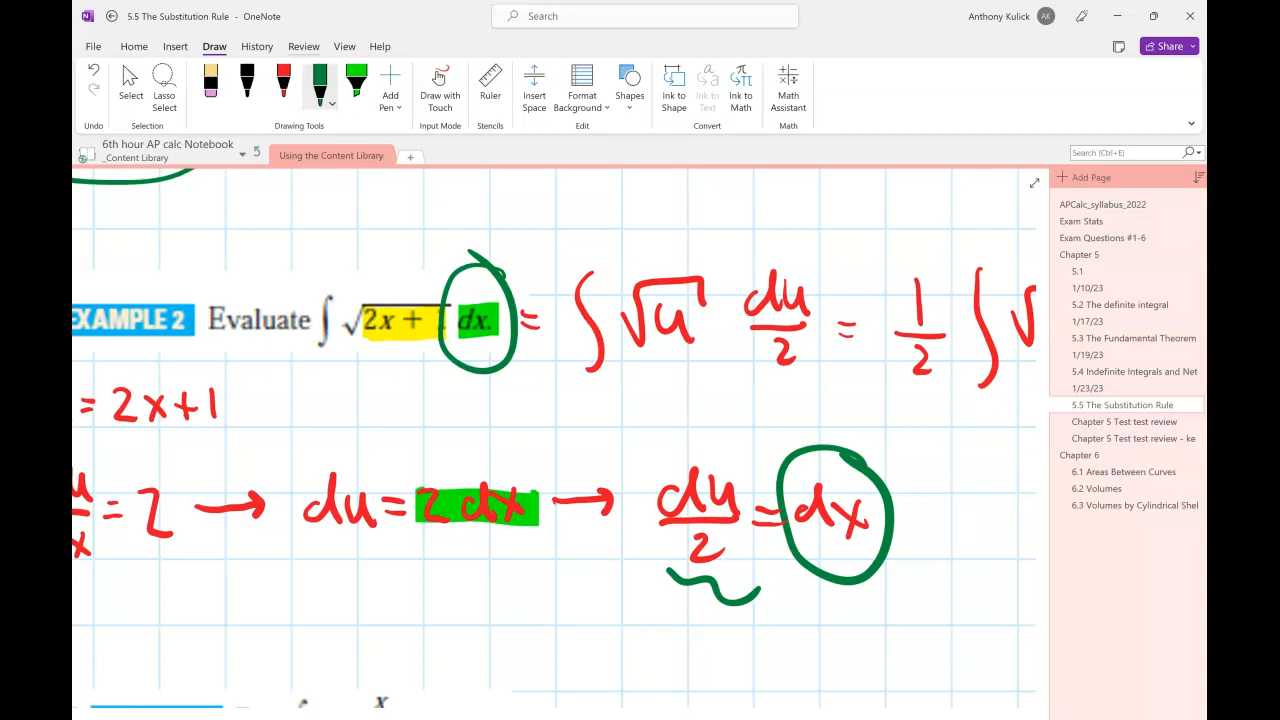 5.5 The Substitution Rule - OneNote
Search
Anthony Kulick AK
File Home Insert Draw History Review View Help
Share
Undo
Select
Lasso Select
Add Pen
Draw with Touch
Ruler
Insert Space
Format Background
Shapes
Ink to Shape
Ink to Text
Ink to Math
Math Assistant
Undo Selection Drawing Tools Input Mode Stencils Edit Convert Math
6th hour AP calc Notebook
_Content Library
Using the Content Library
Search (Ctrl+E)
Add Page
APCalc_syllabus_2022
Exam Stats
Exam Questions #1-6
Chapter 5
5.1
1/10/23
5.2 The definite integral
1/17/23
5.3 The Fundamental Theorem
1/19/23
5.4 Indefinite Integrals and Net
1/23/23
5.5 The Substitution Rule
Chapter 5 Test test review
Chapter 5 Test test review - ke
Chapter 6
6.1 Areas Between Curves
6.2 Volumes
6.3 Volumes by Cylindrical Shel
EXAMPLE 2 Evaluate ∫ √2x + dx. = ∫ √u du/2 = 1/2 ∫ √
= 2x+1
= 2 → du = 2 dx → du/2 = dx
x